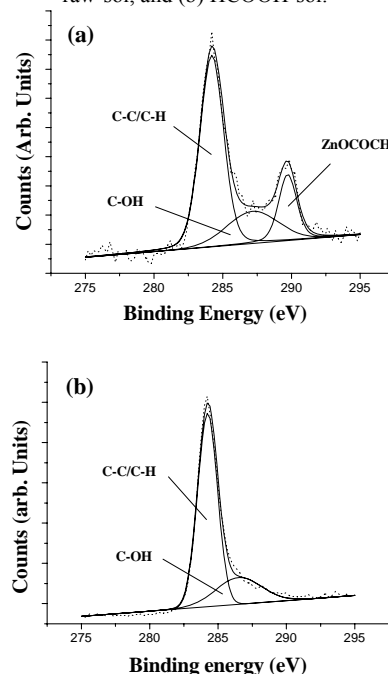 raw-sol, and (b) HCOOH-sol.
(a)
C-C/C-H
ZnOCOCH
C-OH
Counts (Arb. Units)
275 280 285 290 295
Binding Energy (eV)
(b)
C-C/C-H
C-OH
Counts (arb. Units)
275 280 285 290 295
Binding energy (eV)